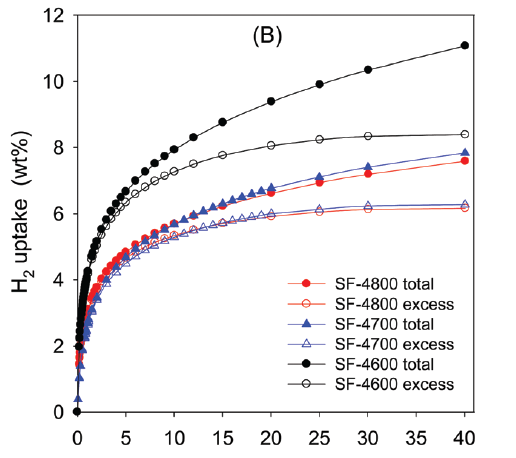 12
(B)
10
8
6
4
2
0
H2 uptake (wt%)
SF-4800 total
SF-4800 excess
SF-4700 total
SF-4700 excess
SF-4600 total
SF-4600 excess
0 5 10 15 20 25 30 35 40